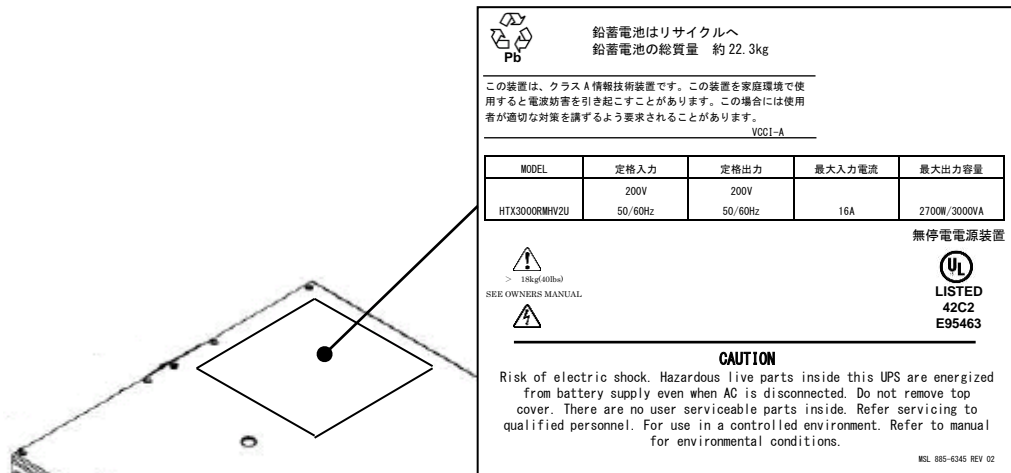 Pb
鉛蓄電池はリサイクルへ
鉛蓄電池の総質量　約 22.3kg
この装置は、クラス A 情報技術装置です。この装置を家庭環境で使
用すると電波妨害を引き起こすことがあります。この場合には使用
者が適切な対策を講ずるよう要求されることがあります。
VCCI-A
MODEL 定格入力 定格出力 最大入力電流 最大出力容量
200V 200V
HTX3000RMHV2U 50/60Hz 50/60Hz 16A 2700W/3000VA
無停電電源装置
> 18kg(40lbs)
SEE OWNERS MANUAL
UL
LISTED
42C2
E95463
CAUTION
Risk of electric shock. Hazardous live parts inside this UPS are energized
from battery supply even when AC is disconnected. Do not remove top
cover. There are no user serviceable parts inside. Refer servicing to
qualified personnel. For use in a controlled environment. Refer to manual
for environmental conditions.
MSL 885-6345 REV 02